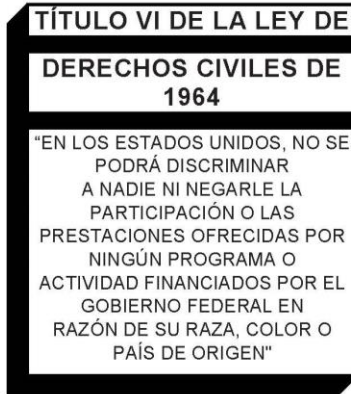 TÍTULO VI DE LA LEY DE
DERECHOS CIVILES DE
1964
"EN LOS ESTADOS UNIDOS, NO SE
PODRÁ DISCRIMINAR
A NADIE NI NEGARLE LA
PARTICIPACIÓN O LAS
PRESTACIONES OFRECIDAS POR
NINGÚN PROGRAMA O
ACTIVIDAD FINANCIADOS POR EL
GOBIERNO FEDERAL EN
RAZÓN DE SU RAZA, COLOR O
PAÍS DE ORIGEN"